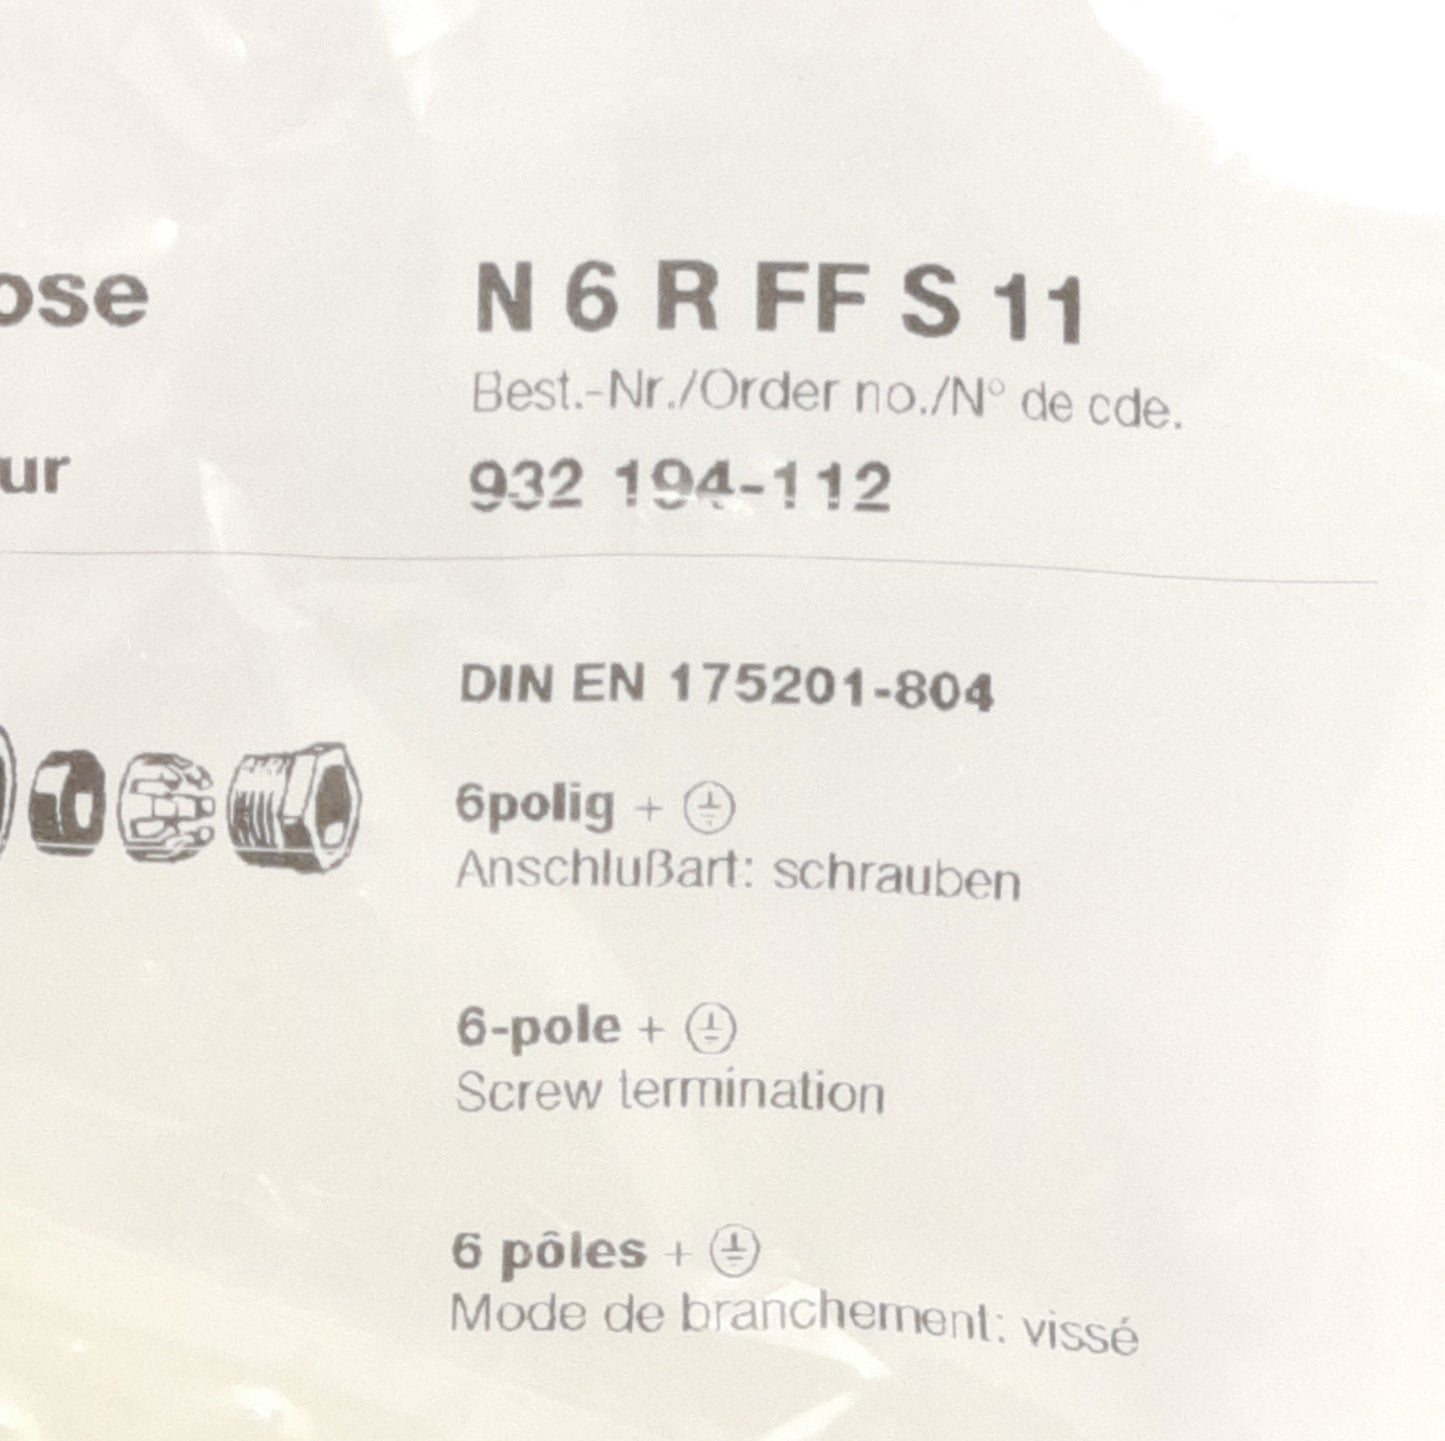 ose
N 6 R FF S 11
Best.-Nr./Order no./N° de cde.
ur
932 194-112
DIN EN 175201-804
6polig + ⏚
Anschlußart: schrauben
6-pole + ⏚
Screw termination
6 pôles + ⏚
Mode de branchement: vissé